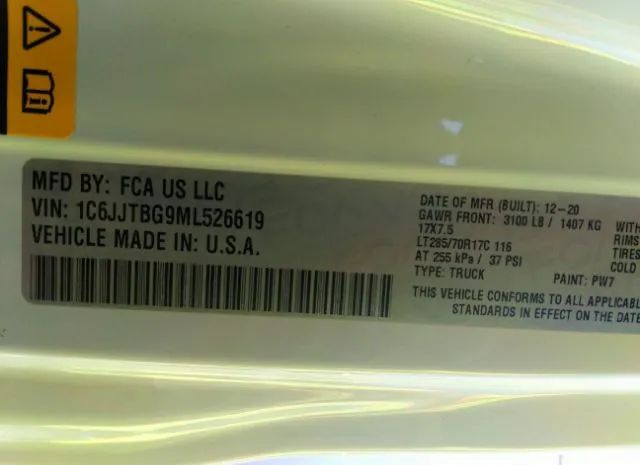 MFD BY: FCA US LLC
VIN: 1C6JJTBG9ML526619
VEHICLE MADE IN: U.S.A.
DATE OF MFR (BUILT): 12-20
GAWR FRONT: 3100 LB / 1407 KG WITH
17X7.5 RIMS
LT285/70R17C 116 TIRES
AT 255 kPa / 37 PSI COLD
TYPE: TRUCK PAINT: PW7
THIS VEHICLE CONFORMS TO ALL APPLICABL
STANDARDS IN EFFECT ON THE DATE